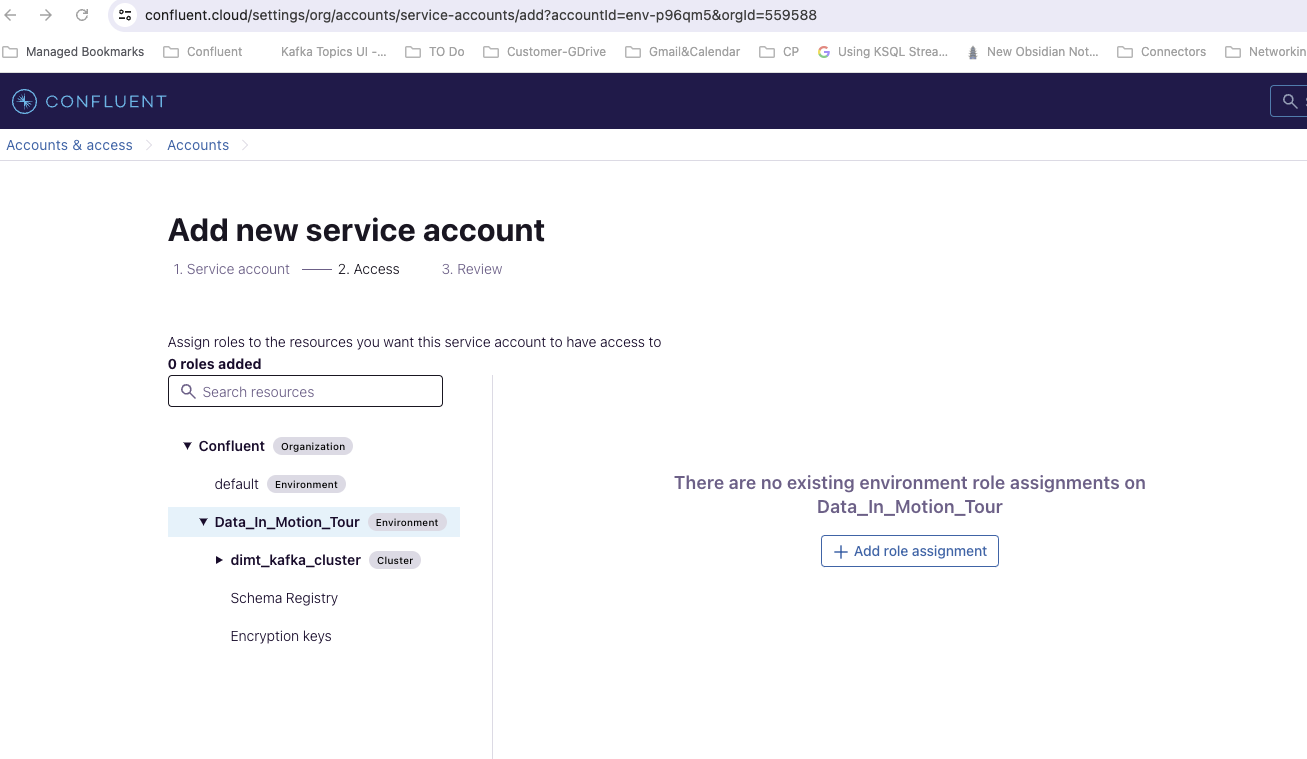 confluent.cloud/settings/org/accounts/service-accounts/add?accountId=env-p96qm5&orgId=559588
Managed Bookmarks Confluent Kafka Topics UI -... TO Do Customer-GDrive Gmail&Calendar CP Using KSQL Strea... New Obsidian Not... Connectors Networkin
CONFLUENT
Accounts & access Accounts
Add new service account
1. Service account 2. Access 3. Review
Assign roles to the resources you want this service account to have access to
0 roles added
Search resources
Confluent Organization
default Environment
Data_In_Motion_Tour Environment
dimt_kafka_cluster Cluster
Schema Registry
Encryption keys
There are no existing environment role assignments on
Data_In_Motion_Tour
Add role assignment